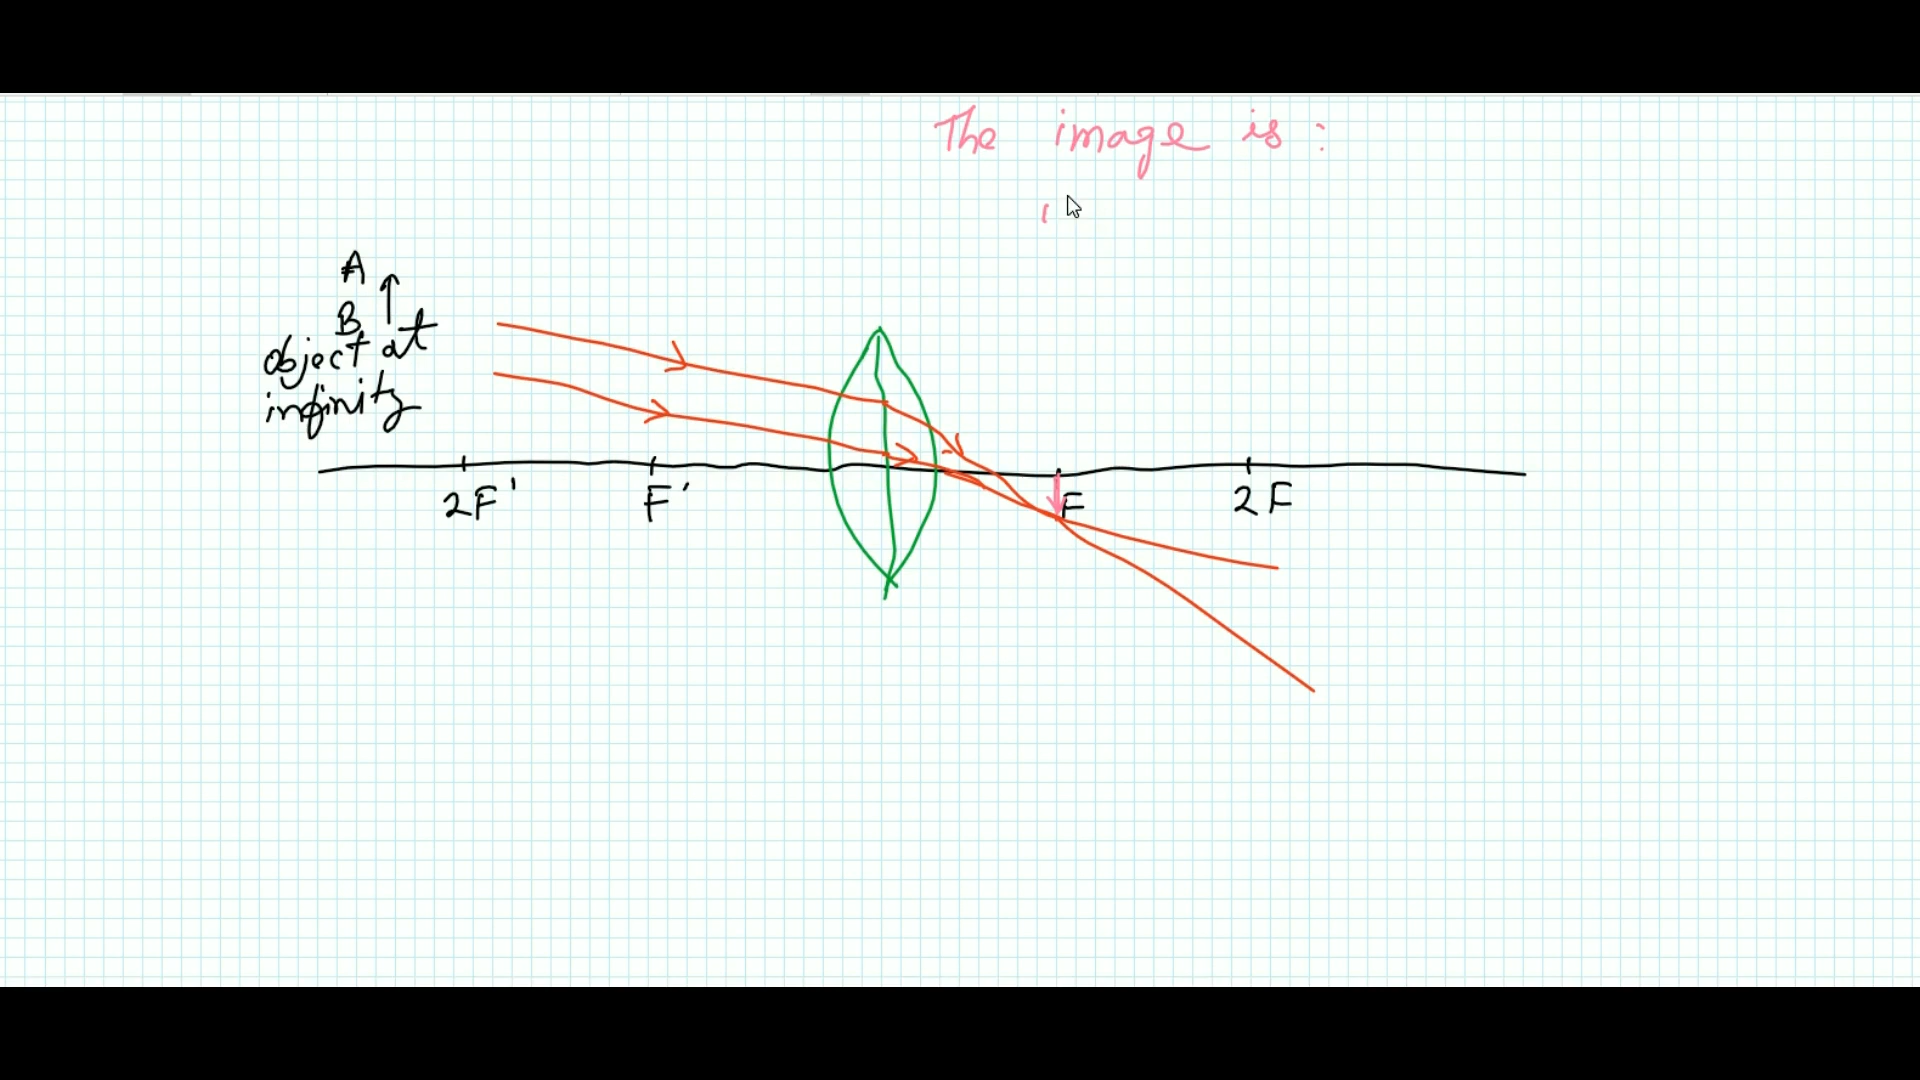 The image is:
A
B
object at
infinity
2F' F' F 2F